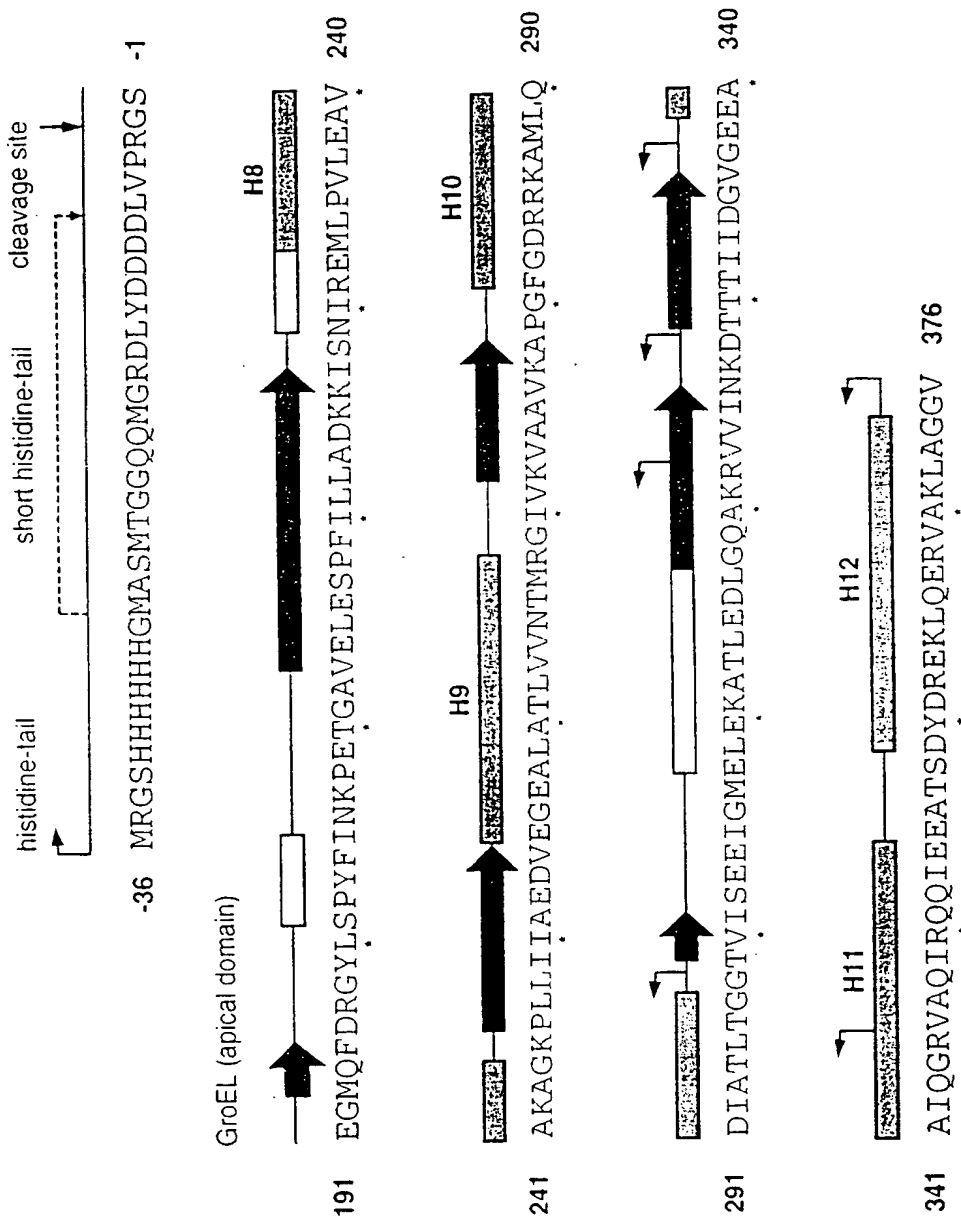 histidine-tail short histidine-tail cleavage site
-36 MRGSHHHHHHGMASMTGGQQMGRDLYDDDDLVPRGS -1
GroEL (apical domain)
H8
191 EGMQFDRGYLSPYFINKPETGAVELESPFILLADKKISNIREMLPVLEAV 240
* * * * *
H9 H10
241 AKAGKPLLIIAEDVEGEALATLVVNTMRGIVKVAAVKAPGFGDRRKAMLQ 290
* * * * *
291 DIATLTGGTVISEEIGMELEKATLEDLGQAKRVVINKDTTTIIDGVGEEA 340
* * * * *
H11 H12
341 AIQGRVAQIRQQIEEATSDYDREKLQERVAKLAGGV 376
* * *